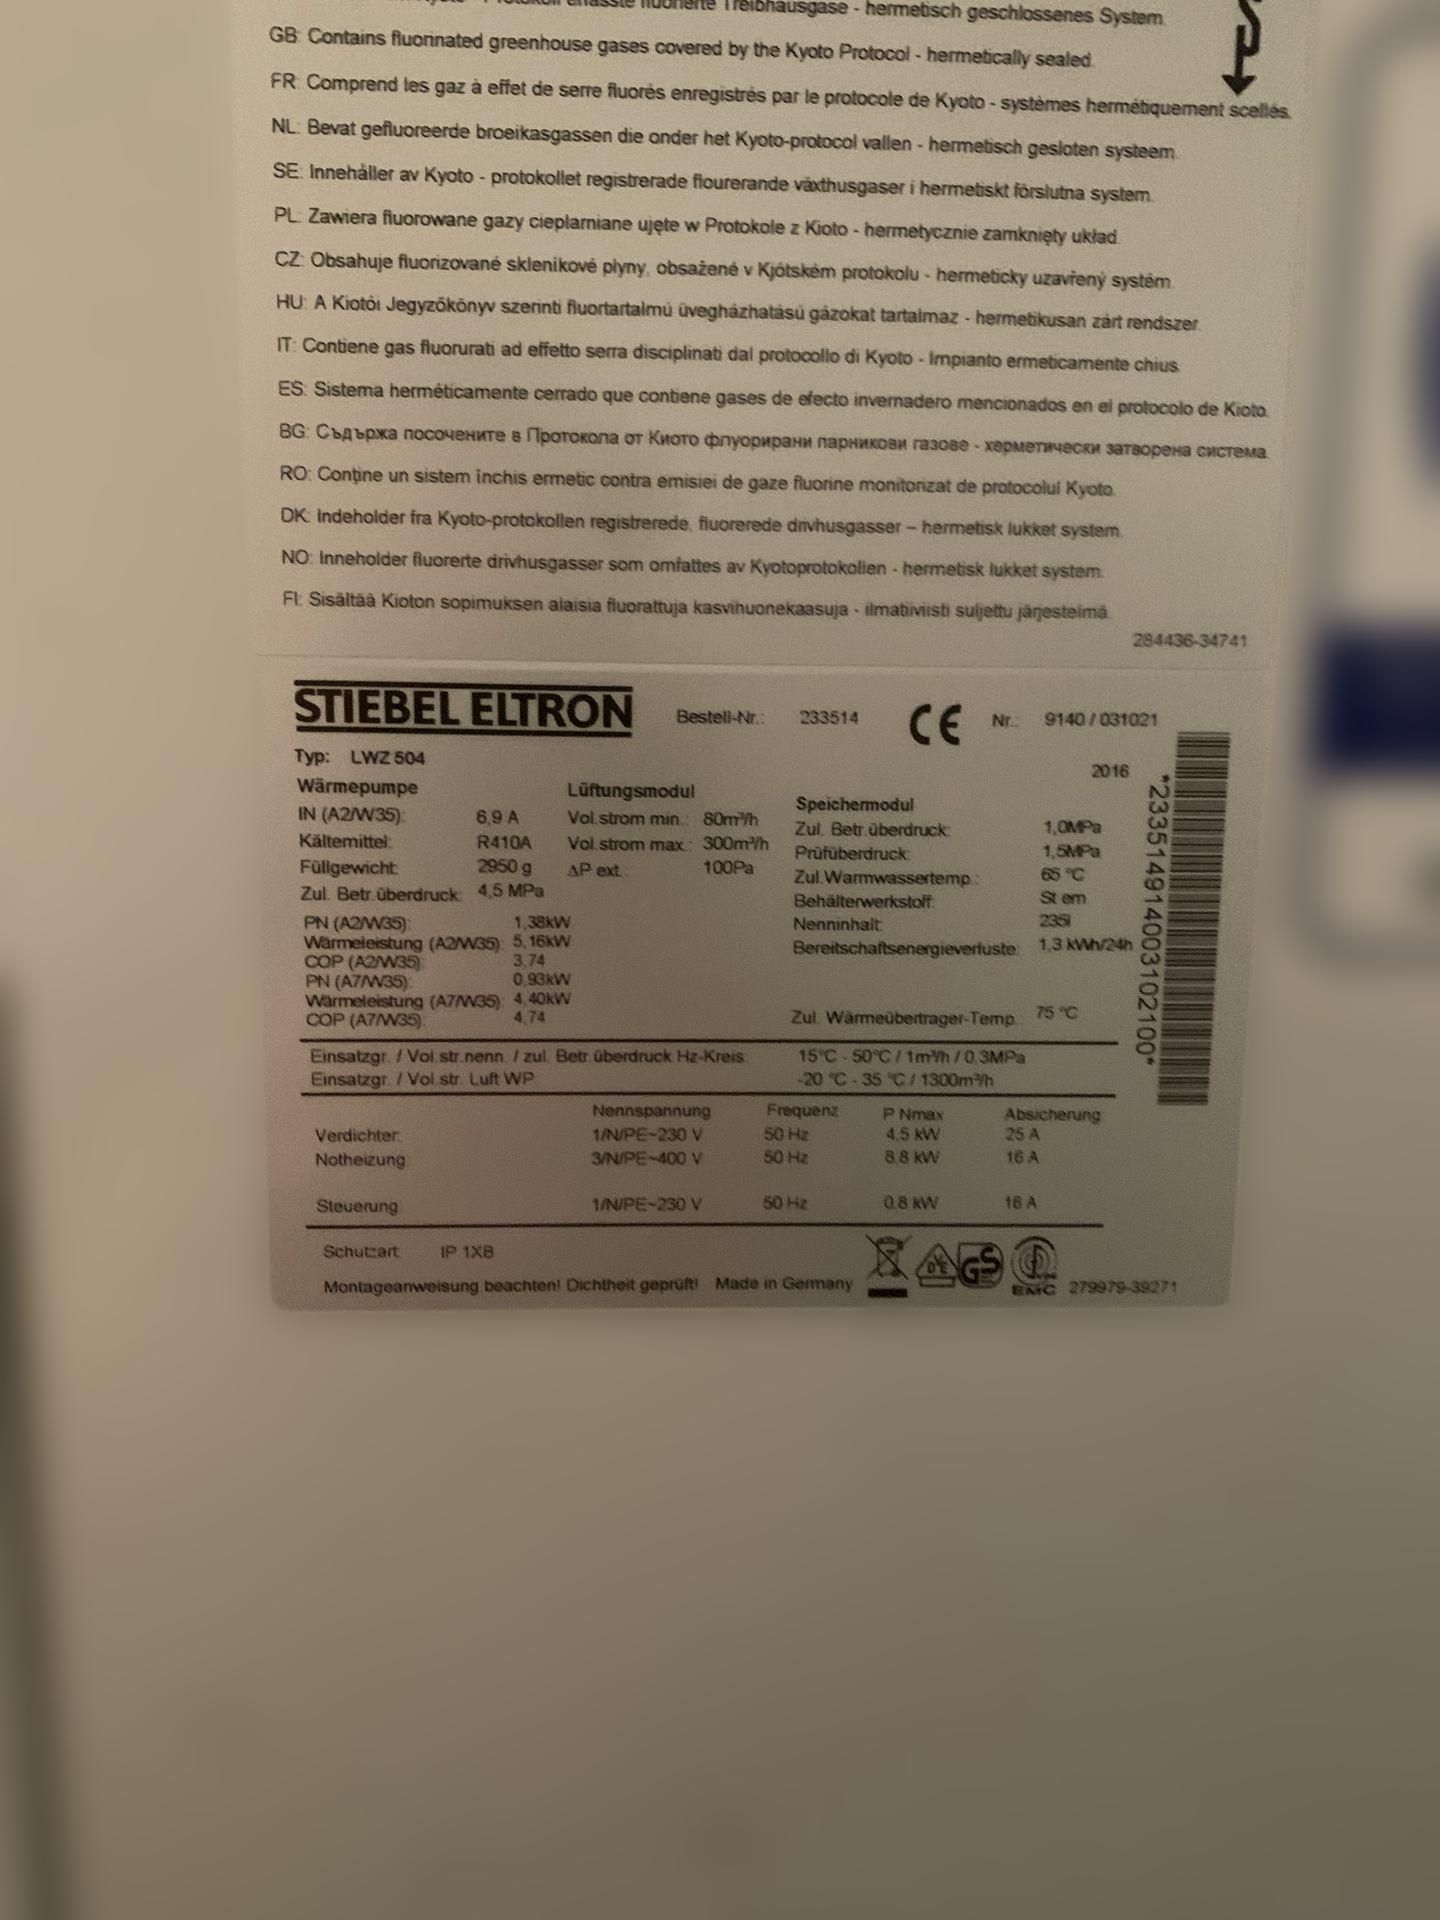 Kyoto - Protokoll erfasste fluorierte Treibhausgase - hermetisch geschlossenes System.
GB: Contains fluorinated greenhouse gases covered by the Kyoto Protocol - hermetically sealed.
FR: Comprend les gaz à effet de serre fluorés enregistrés par le protocole de Kyoto - systèmes hermétiquement scellés.
NL: Bevat gefluoreerde broeikasgassen die onder het Kyoto-protocol vallen - hermetisch gesloten systeem.
SE: Innehåller av Kyoto - protokollet registrerade flourerande växthusgaser i hermetiskt förslutna system.
PL: Zawiera fluorowane gazy cieplarniane ujęte w Protokole z Kioto - hermetycznie zamknięty układ.
CZ: Obsahuje fluorizované skleníkové plyny, obsažené v Kjótském protokolu - hermeticky uzavřený systém.
HU: A Kiotói Jegyzőkönyv szerinti fluortartalmú üvegházhatású gázokat tartalmaz - hermetikusan zárt rendszer.
IT: Contiene gas fluorurati ad effetto serra disciplinati dal protocollo di Kyoto - Impianto ermeticamente chius.
ES: Sistema herméticamente cerrado que contiene gases de efecto invernadero mencionados en el protocolo de Kioto.
BG: Съдържа посочените в Протокола от Киото флуорирани парникови газове - херметически затворена система.
RO: Conţine un sistem închis ermetic contra emisiei de gaze fluorine monitorizat de protocolul Kyoto.
DK: Indeholder fra Kyoto-protokollen registrerede, fluorerede drivhusgasser – hermetisk lukket system.
NO: Inneholder fluorerte drivhusgasser som omfattes av Kyotoprotokollen - hermetisk lukket system.
FI: Sisältää Kioton sopimuksen alaisia fluorattuja kasvihuonekaasuja - ilmatiiviisti suljettu järjestelmä.
284436-34741
STIEBEL ELTRON Bestell-Nr.: 233514 CE Nr.: 9140 / 031021
Typ: LWZ 504
2016
Wärmepumpe Lüftungsmodul Speichermodul
IN (A2/W35): 6,9 A Vol.strom min.: 80m³/h Zul. Betr.überdruck: 1,0MPa
Kältemittel: R410A Vol.strom max.: 300m³/h Prüfüberdruck: 1,5MPa
Füllgewicht: 2950 g ΔP ext.: 100Pa Zul.Warmwassertemp.: 65 °C
Zul. Betr.überdruck: 4,5 MPa Behälterwerkstoff: St em
PN (A2/W35): 1,38kW Nenninhalt: 235l
Wärmeleistung (A2/W35): 5,16kW Bereitschaftsenergieverluste: 1,3 kWh/24h
COP (A2/W35): 3,74
PN (A7/W35): 0,93kW
Wärmeleistung (A7/W35): 4,40kW
COP (A7/W35): 4,74 Zul. Wärmeübertrager-Temp.: 75 °C
*233514914003102100*
Einsatzgr. / Vol.str.nenn. / zul. Betr.überdruck Hz-Kreis: 15°C - 50°C / 1m³/h / 0,3MPa
Einsatzgr. / Vol.str. Luft WP -20 °C - 35 °C / 1300m³/h
Nennspannung Frequenz P Nmax Absicherung
Verdichter: 1/N/PE~230 V 50 Hz 4,5 kW 25 A
Notheizung 3/N/PE~400 V 50 Hz 8,8 kW 16 A
Steuerung: 1/N/PE~230 V 50 Hz 0,8 kW 16 A
Schutzart: IP 1XB
Montageanweisung beachten! Dichtheit geprüft! Made in Germany VDE GS EMC 279979-39271